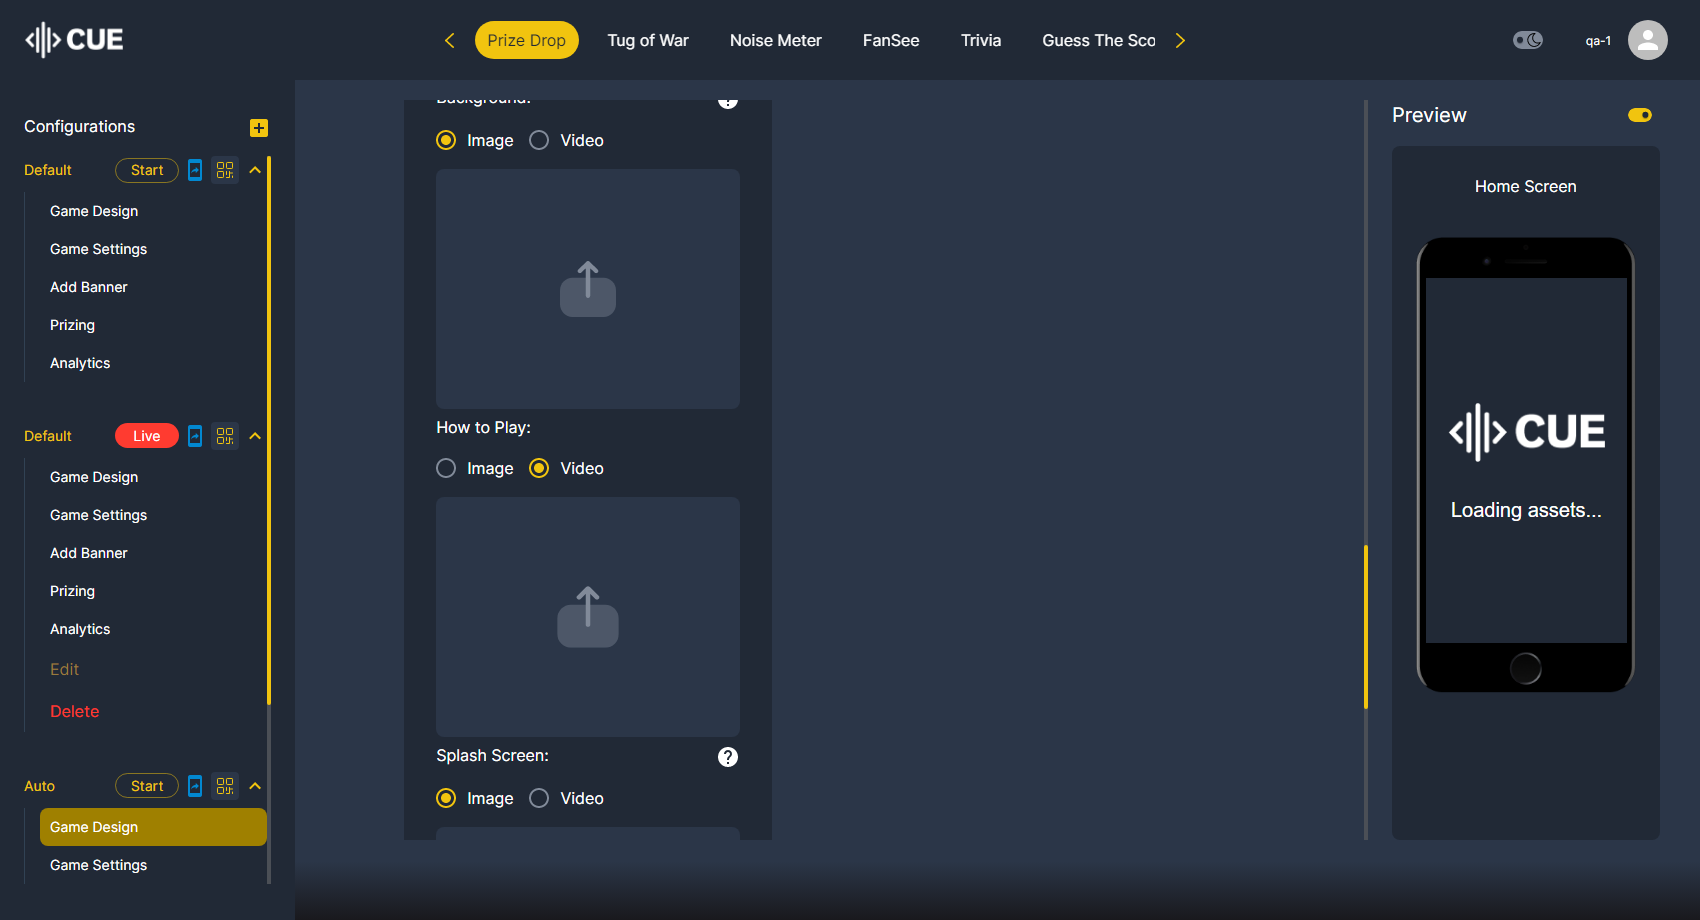 CUE
Prize Drop
Tug of War
Noise Meter
FanSee
Trivia
Guess The Sco
qa-1
Configurations
Default
Start
Game Design
Game Settings
Add Banner
Prizing
Analytics
Default
Live
Game Design
Game Settings
Add Banner
Prizing
Analytics
Edit
Delete
Auto
Start
Game Design
Game Settings
Background:
Image
Video
How to Play:
Image
Video
Splash Screen:
?
Image
Video
Preview
Home Screen
CUE
Loading assets...